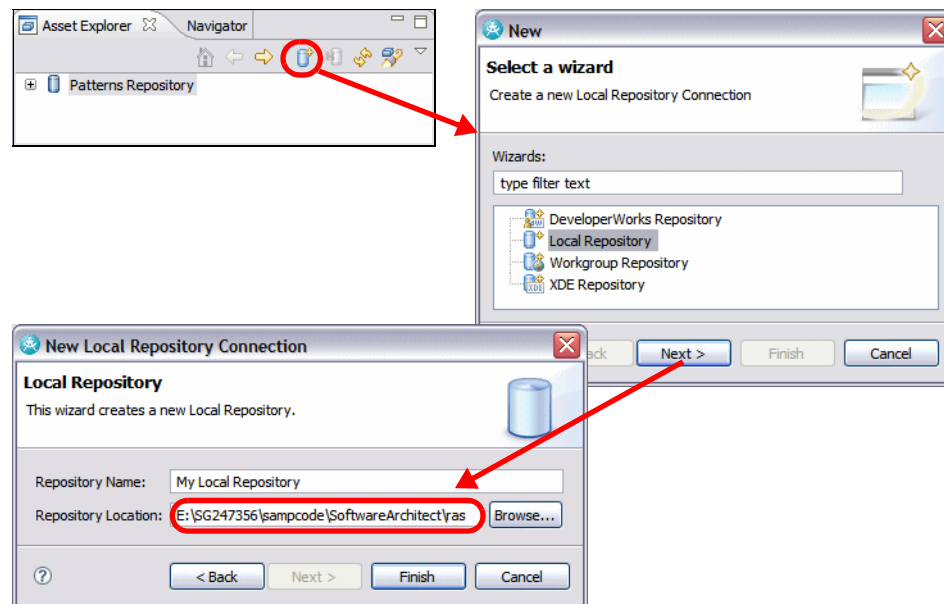 Asset Explorer
Navigator
Patterns Repository
New
Select a wizard
Create a new Local Repository Connection
Wizards:
type filter text
DeveloperWorks Repository
Local Repository
Workgroup Repository
XDE Repository
ack
Next >
Finish
Cancel
New Local Repository Connection
Local Repository
This wizard creates a new Local Repository.
Repository Name: My Local Repository
Repository Location: E:\SG247356\sampcode\SoftwareArchitect\ras Browse...
? < Back Next > Finish Cancel